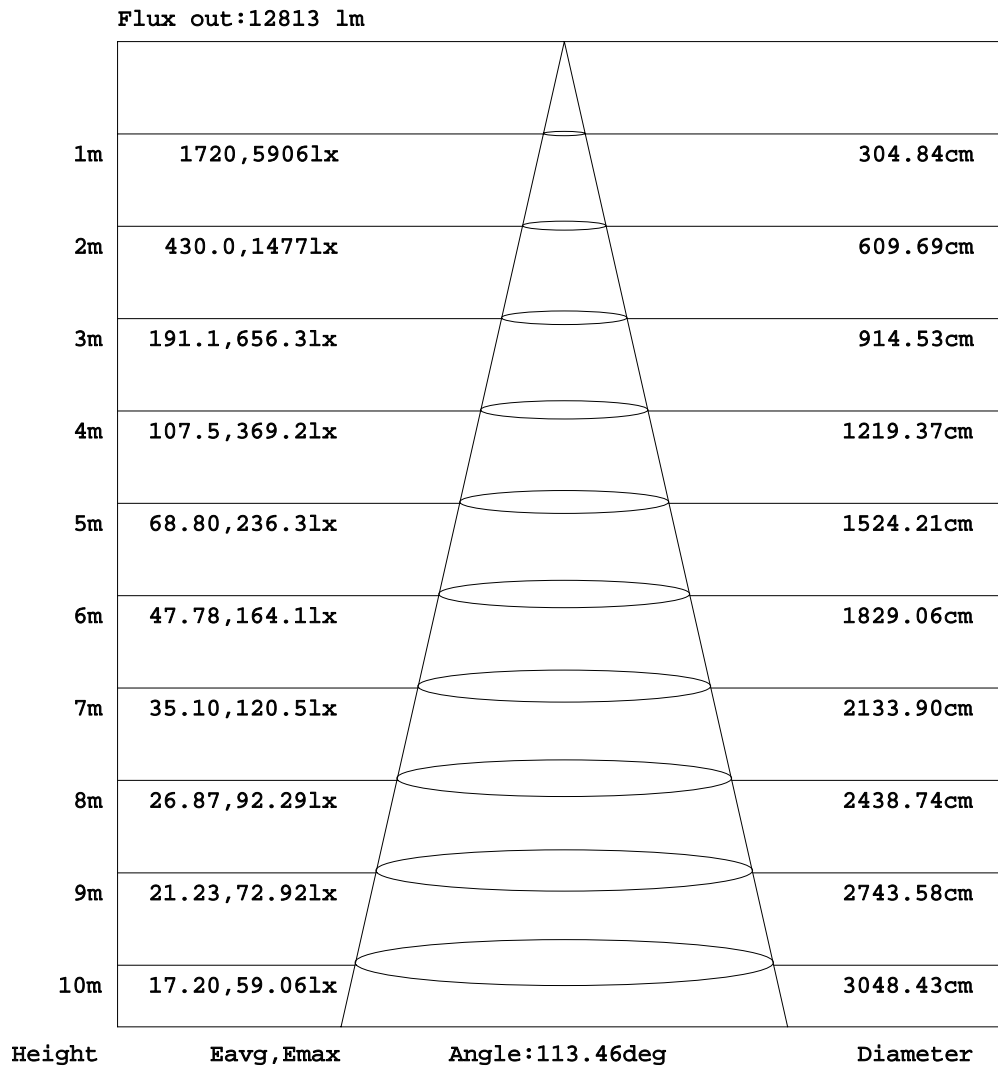 Flux out:12813 lm
1m 1720,5906lx 304.84cm
2m 430.0,1477lx 609.69cm
3m 191.1,656.3lx 914.53cm
4m 107.5,369.2lx 1219.37cm
5m 68.80,236.3lx 1524.21cm
6m 47.78,164.1lx 1829.06cm
7m 35.10,120.5lx 2133.90cm
8m 26.87,92.29lx 2438.74cm
9m 21.23,72.92lx 2743.58cm
10m 17.20,59.06lx 3048.43cm
Height Eavg,Emax Angle:113.46deg Diameter